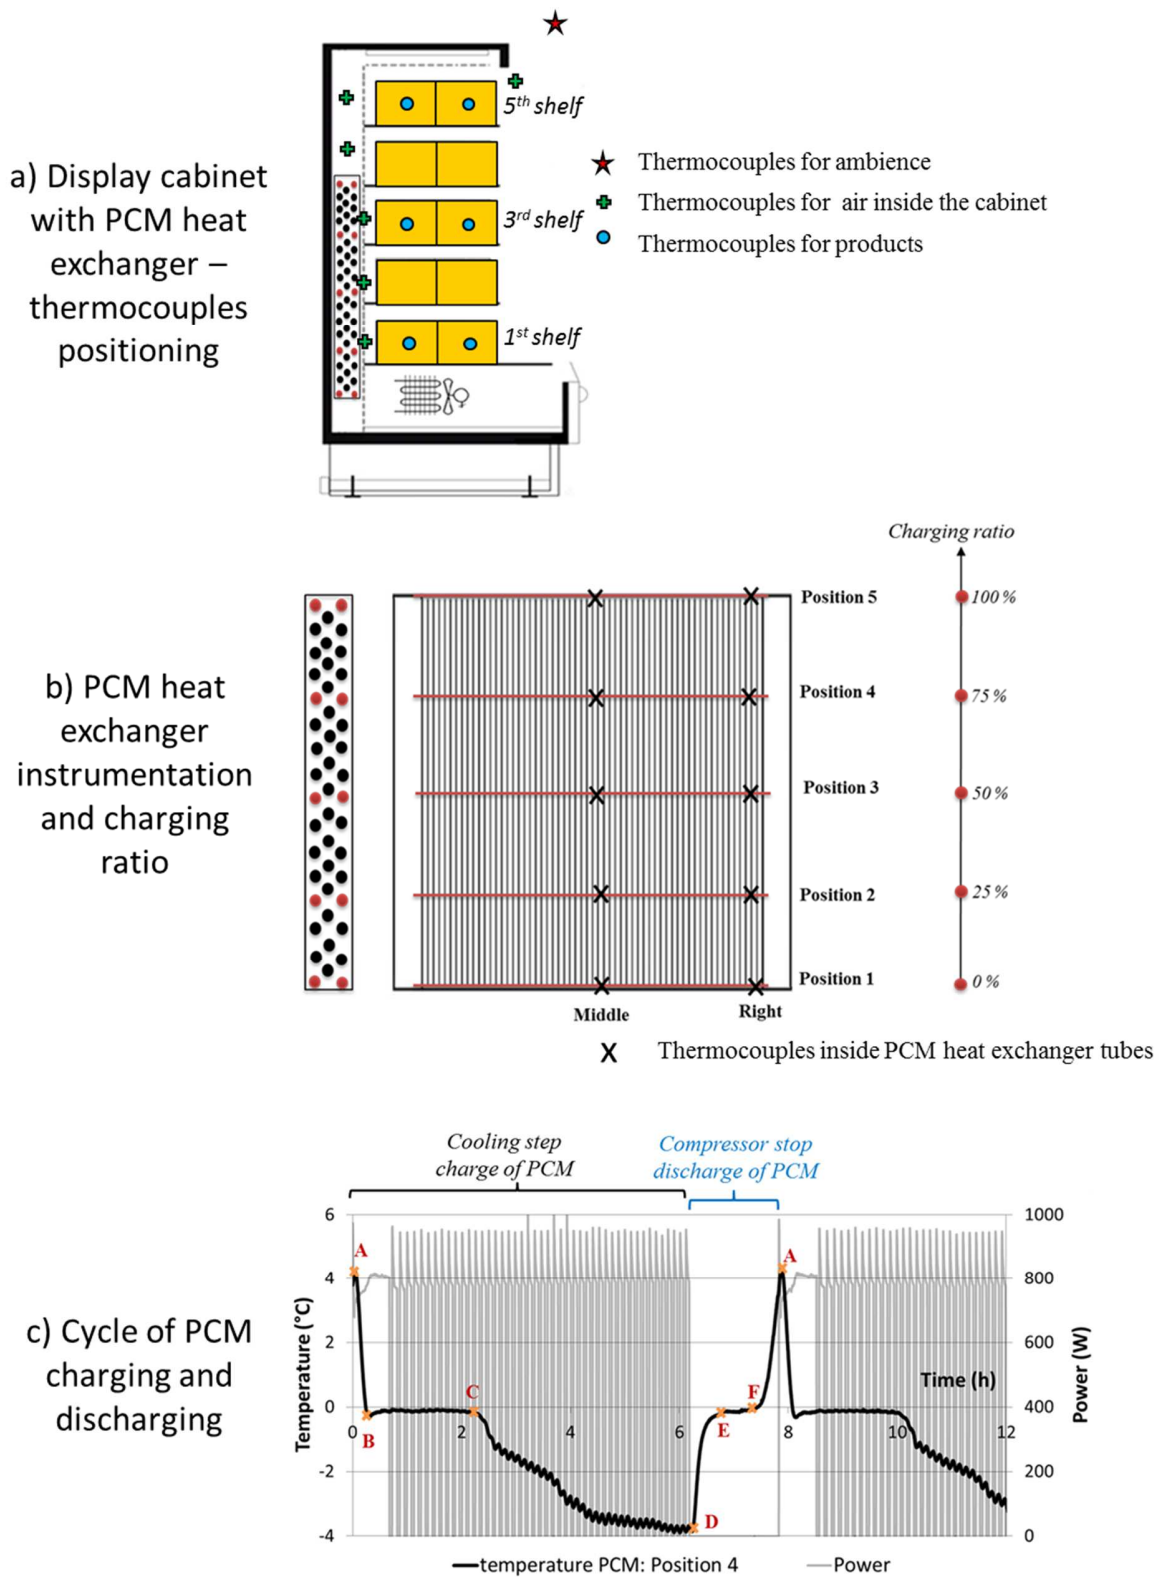 a) Display cabinet
with PCM heat
exchanger –
thermocouples
positioning
5th shelf
3rd shelf
1st shelf
Thermocouples for ambience
Thermocouples for air inside the cabinet
Thermocouples for products
b) PCM heat
exchanger
instrumentation
and charging
ratio
Charging ratio
Position 5
100 %
Position 4
75 %
Position 3
50 %
Position 2
25 %
Position 1
0 %
Middle
Right
X Thermocouples inside PCM heat exchanger tubes
c) Cycle of PCM
charging and
discharging
Cooling step
charge of PCM
Compressor stop
discharge of PCM
Temperature (°C)
6
4
2
0
-2
-4
A
B
C
D
E
F
A
0
2
4
6
8
10
12
Time (h)
1000
800
600
400
200
0
Power (W)
temperature PCM: Position 4
Power